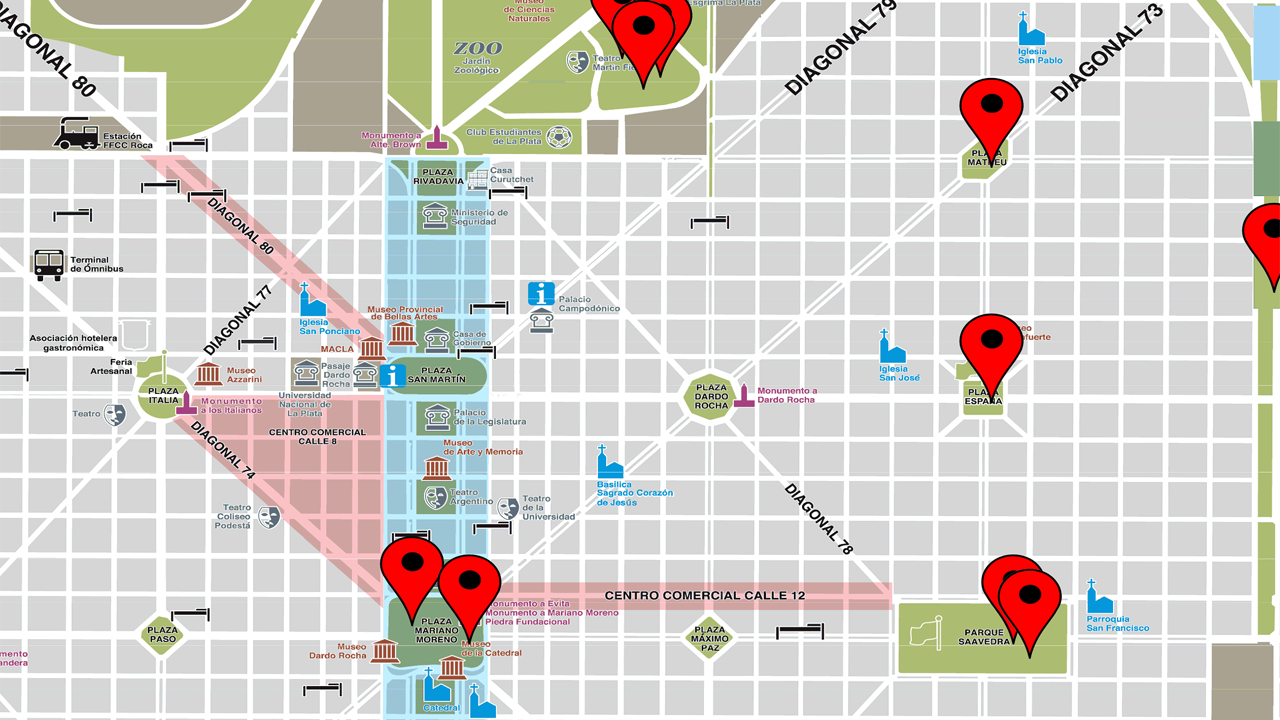 Museo
de Ciencias
Naturales
Esgrima La Plata
DIAGONAL 79
DIAGONAL 73
DIAGONAL 80
ZOO
Jardín
Zoológico
Teatro
Iglesia
San Pablo
Estación
FFCC Roca
Monumento a
Alte. Brown
Club Estudiantes
de La Plata
PLAZA
MATHEU
PLAZA
RIVADAVIA
Casa
Curutchet
Ministerio de
Seguridad
DIAGONAL 80
Terminal
de Ómnibus
DIAGONAL 77
Iglesia
San Ponciano
Museo Provincial
de Bellas Artes
Palacio
Campodónico
Casa de
Gobierno
Asociación hotelera
gastronómica
MACLA
Feria
Artesanal
Museo
Azzarini
Pasaje
Dardo
Rocha
PLAZA
SAN MARTÍN
Iglesia
San José
PLAZA
ITALIA
Monumento
a los Italianos
Universidad
Nacional de
La Plata
PLAZA
DARDO
ROCHA
Monumento a
Dardo Rocha
PLAZA
ESPAÑA
Teatro
Palacio
de la Legislatura
CENTRO COMERCIAL
CALLE 8
DIAGONAL 74
Museo
de Arte y Memoria
Basílica
Sagrado Corazón
de Jesús
Teatro
Argentino
Teatro
de la
Universidad
DIAGONAL 78
Teatro
Coliseo
Podestá
CENTRO COMERCIAL CALLE 12
Monumento a Evita
Monumento a Mariano Moreno
Piedra Fundacional
PLAZA
MARIANO
MORENO
PLAZA
PASO
PLAZA
MÁXIMO
PAZ
PARQUE
SAAVEDRA
Parroquia
San Francisco
Museo
Dardo Rocha
Museo
de la Catedral
Catedral